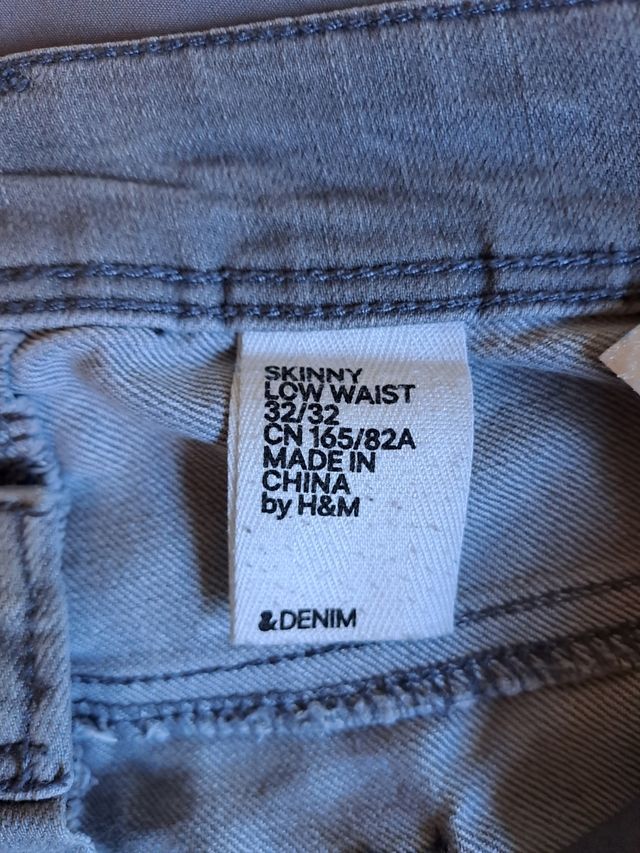 SKINNY
LOW WAIST
32/32
CN 165/82A
MADE IN
CHINA
by H&M
&DENIM